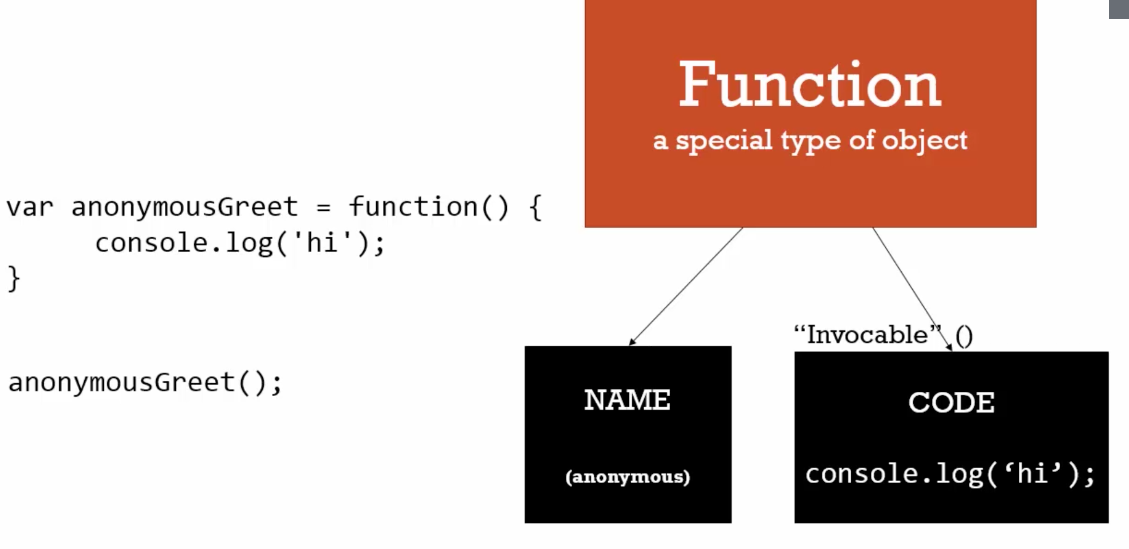 Function
a special type of object
var anonymousGreet = function() {
console.log('hi');
}
anonymousGreet();
“Invocable” ()
NAME
(anonymous)
CODE
console.log(‘hi’);